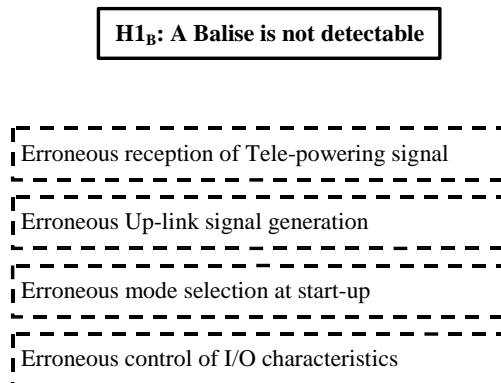 H1B: A Balise is not detectable
Erroneous reception of Tele-powering signal
Erroneous Up-link signal generation
Erroneous mode selection at start-up
Erroneous control of I/O characteristics